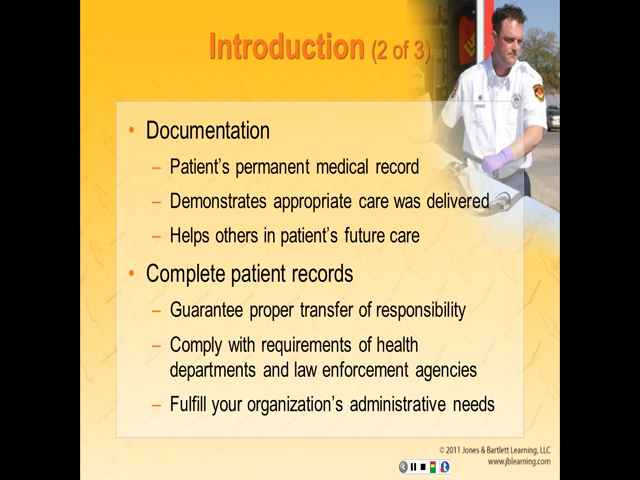 Introduction (2 of 3)
• Documentation
– Patient's permanent medical record
– Demonstrates appropriate care was delivered
– Helps others in patient's future care
• Complete patient records
– Guarantee proper transfer of responsibility
– Comply with requirements of health
departments and law enforcement agencies
– Fulfill your organization's administrative needs
© 2011 Jones & Bartlett Learning, LLC
www.jblearning.com